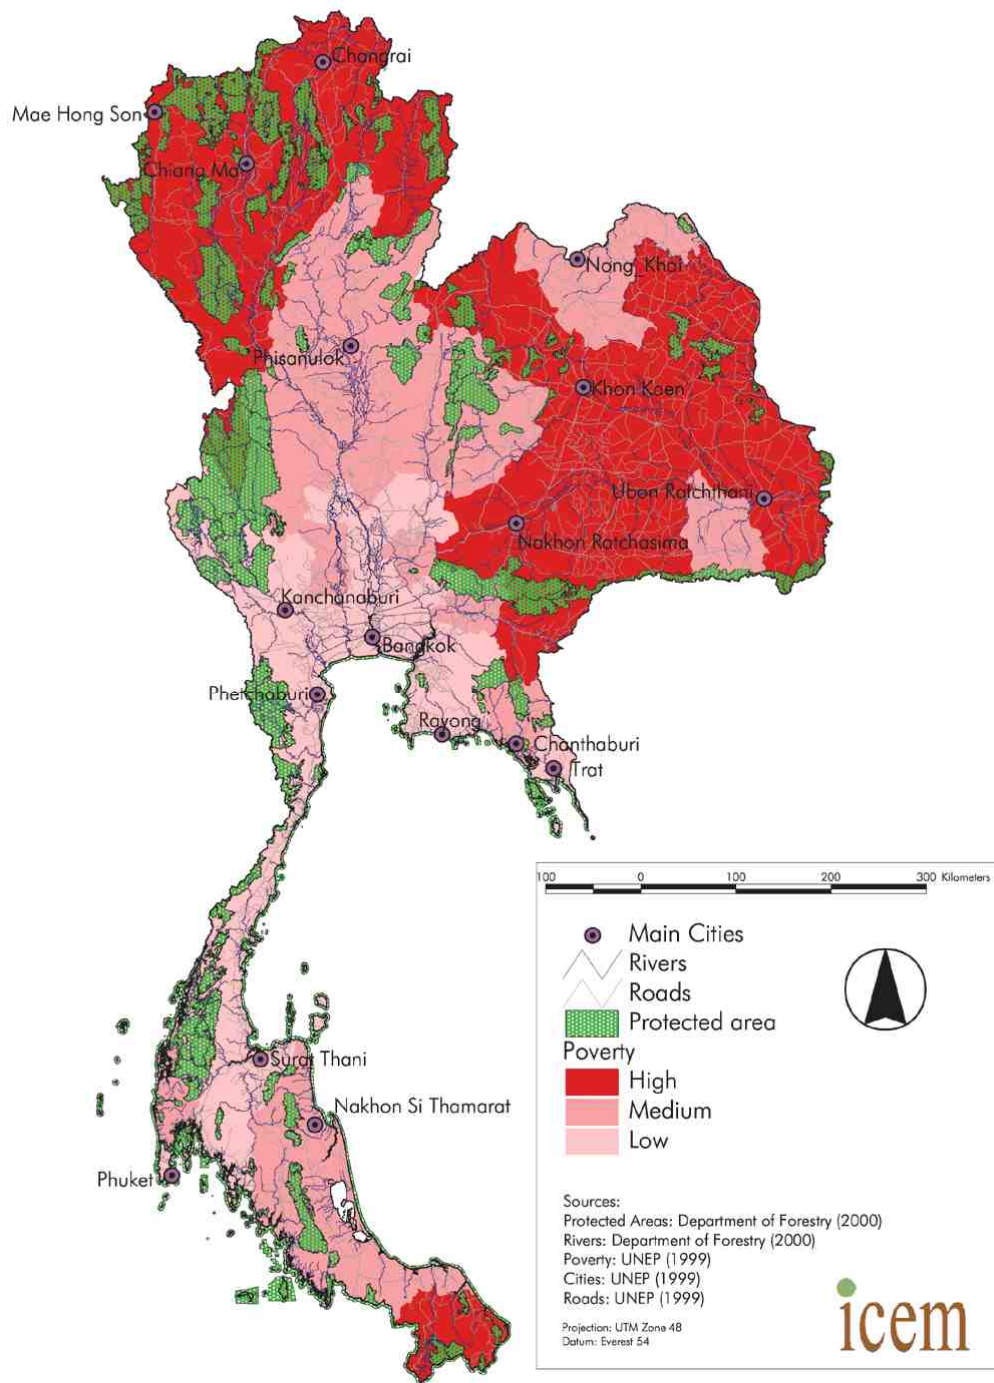 Changrai
Mae Hong Son
Chiang Ma
Nong Khai
Phisanulok
Khon Kaen
Ubon Ratchthani
Nakhon Ratchasima
Kanchanaburi
Bangkok
Phetchaburi
Rayong
Chanthaburi
Trat
100 0 100 200 300 Kilometers
Main Cities
Rivers
Roads
Protected area
Poverty
High
Medium
Low
Surat Thani
Nakhon Si Thamarat
Phuket
Sources:
Protected Areas: Department of Forestry (2000)
Rivers: Department of Forestry (2000)
Poverty: UNEP (1999)
Cities: UNEP (1999)
Roads: UNEP (1999)
Projection: UTM Zone 48
Datum: Everest 54
icem